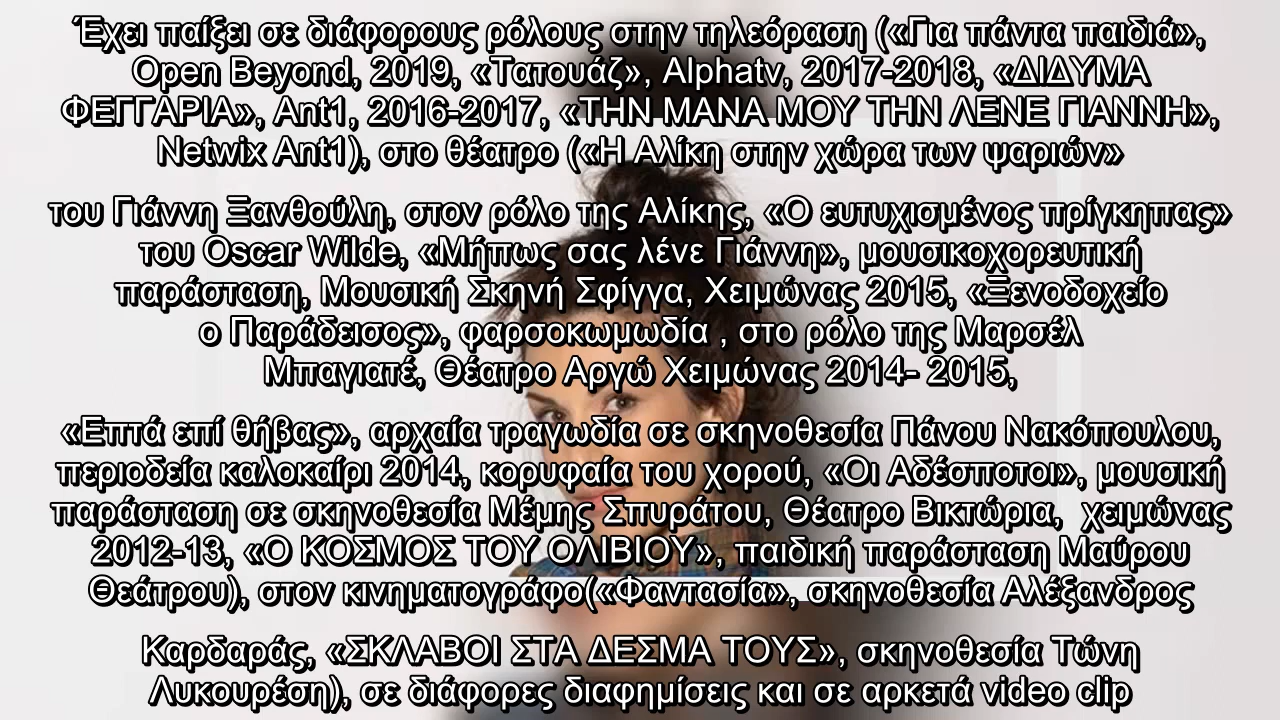 Έχει παίξει σε διάφορους ρόλους στην τηλεόραση («Για πάντα παιδιά»,
Open Beyond, 2019, «Τατουάζ», Alphatv, 2017-2018, «ΔΙΔΥΜΑ
ΦΕΓΓΑΡΙΑ», Ant1, 2016-2017, «ΤΗΝ ΜΑΝΑ ΜΟΥ ΤΗΝ ΛΕΝΕ ΓΙΑΝΝΗ»,
Netwix Ant1), στο θέατρο («Η Αλίκη στην χώρα των ψαριών»
του Γιάννη Ξανθούλη, στον ρόλο της Αλίκης, «Ο ευτυχισμένος πρίγκηπας»
του Oscar Wilde, «Μήπως σας λένε Γιάννη», μουσικοχορευτική
παράσταση, Μουσική Σκηνή Σφίγγα, Χειμώνας 2015, «Ξενοδοχείο
ο Παράδεισος», φαρσοκωμωδία , στο ρόλο της Μαρσέλ
Μπαγιατέ, Θέατρο Αργώ Χειμώνας 2014- 2015,
«Επτά επί θήβας», αρχαία τραγωδία σε σκηνοθεσία Πάνου Νακόπουλου,
περιοδεία καλοκαίρι 2014, κορυφαία του χορού, «Οι Αδέσποτοι», μουσική
παράσταση σε σκηνοθεσία Μέμης Σπυράτου, Θέατρο Βικτώρια,  χειμώνας
2012-13, «Ο ΚΟΣΜΟΣ ΤΟΥ ΟΛΙΒΙΟΥ», παιδική παράσταση Μαύρου
Θεάτρου), στον κινηματογράφο(«Φαντασία», σκηνοθεσία Αλέξανδρος
Καρδαράς, «ΣΚΛΑΒΟΙ ΣΤΑ ΔΕΣΜΑ ΤΟΥΣ», σκηνοθεσία Τώνη
Λυκουρέση), σε διάφορες διαφημίσεις και σε αρκετά video clip